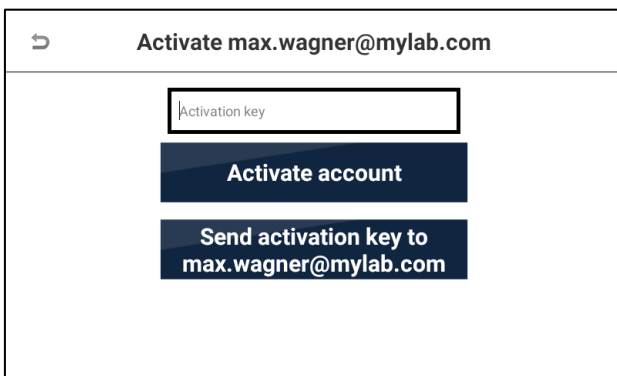 Activate max.wagner@mylab.com
Activation key
Activate account
Send activation key to
max.wagner@mylab.com